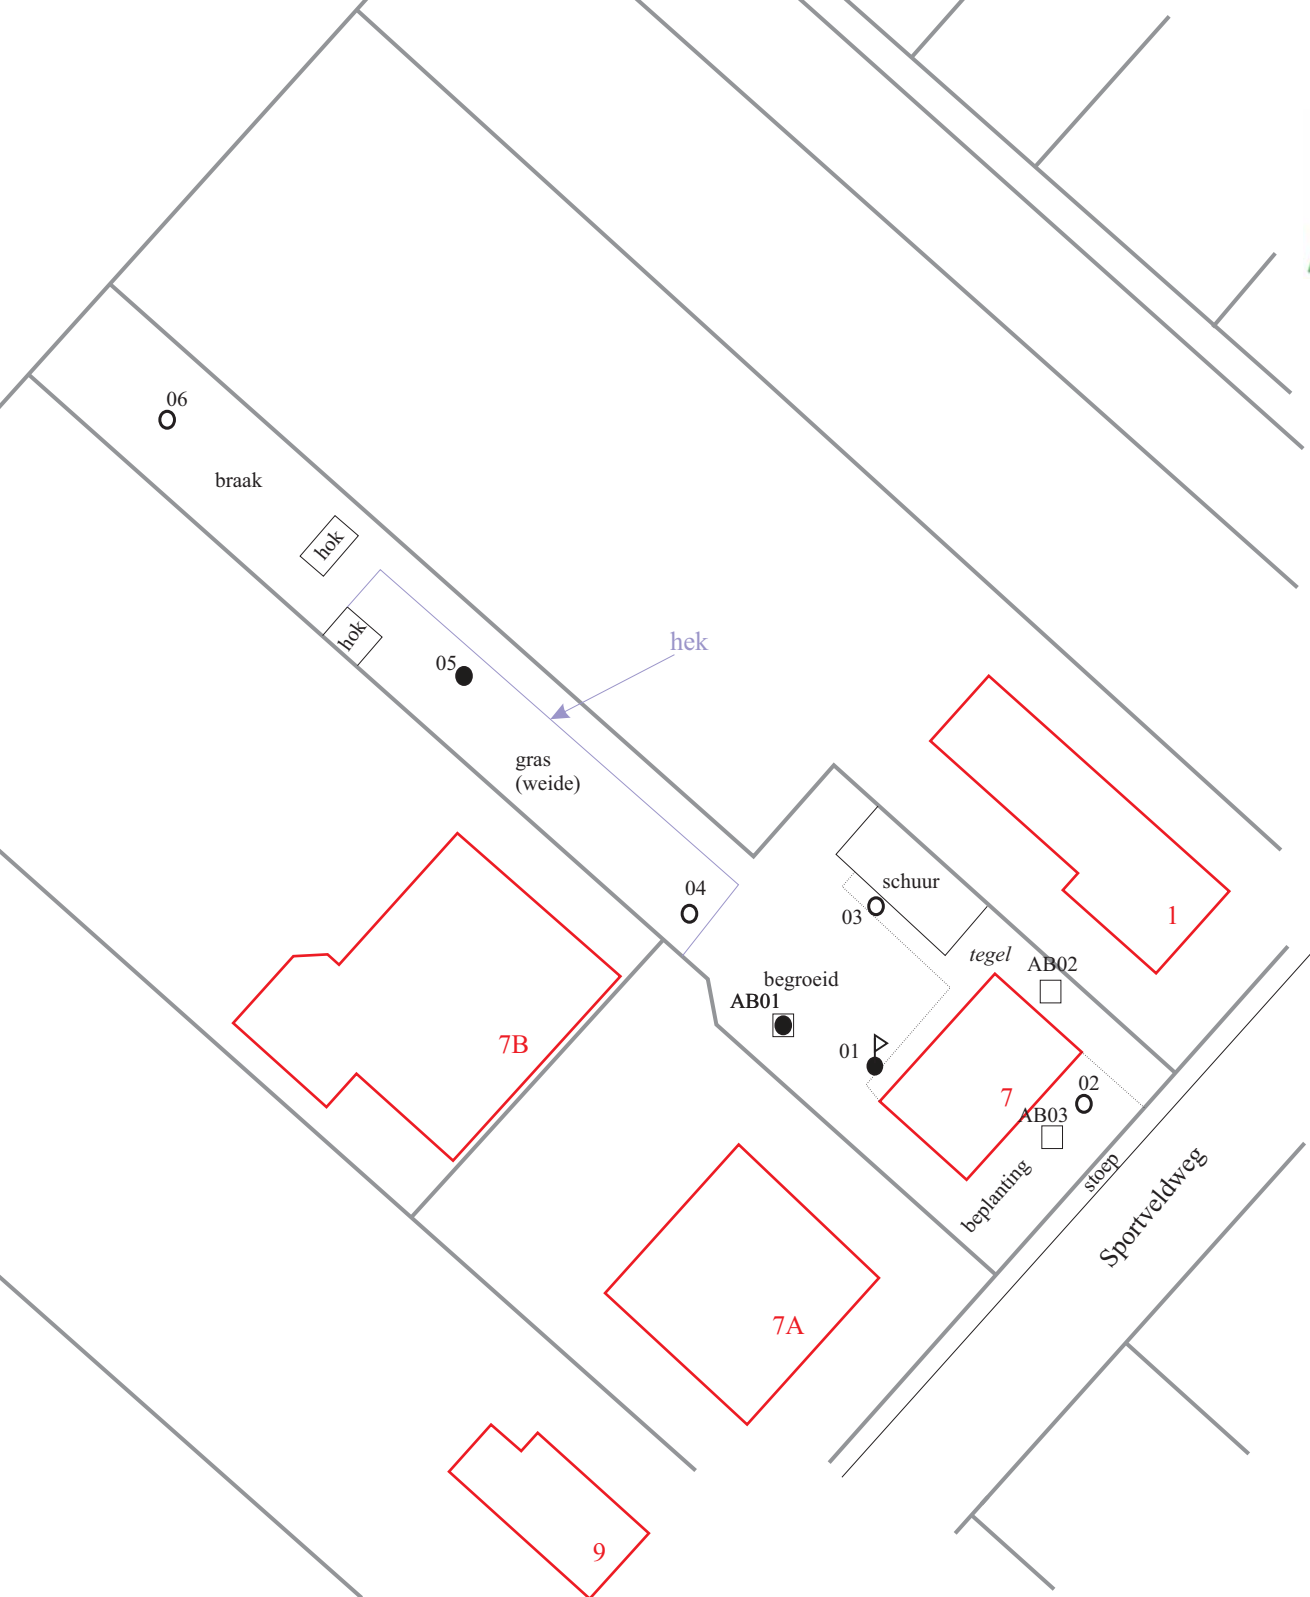 06
braak
hok
hok
05
hek
gras
(weide)
04
schuur
03
1
tegel
AB02
begroeid
AB01
7B
01
7
02
AB03
stoep
beplanting
Sportveldweg
7A
9